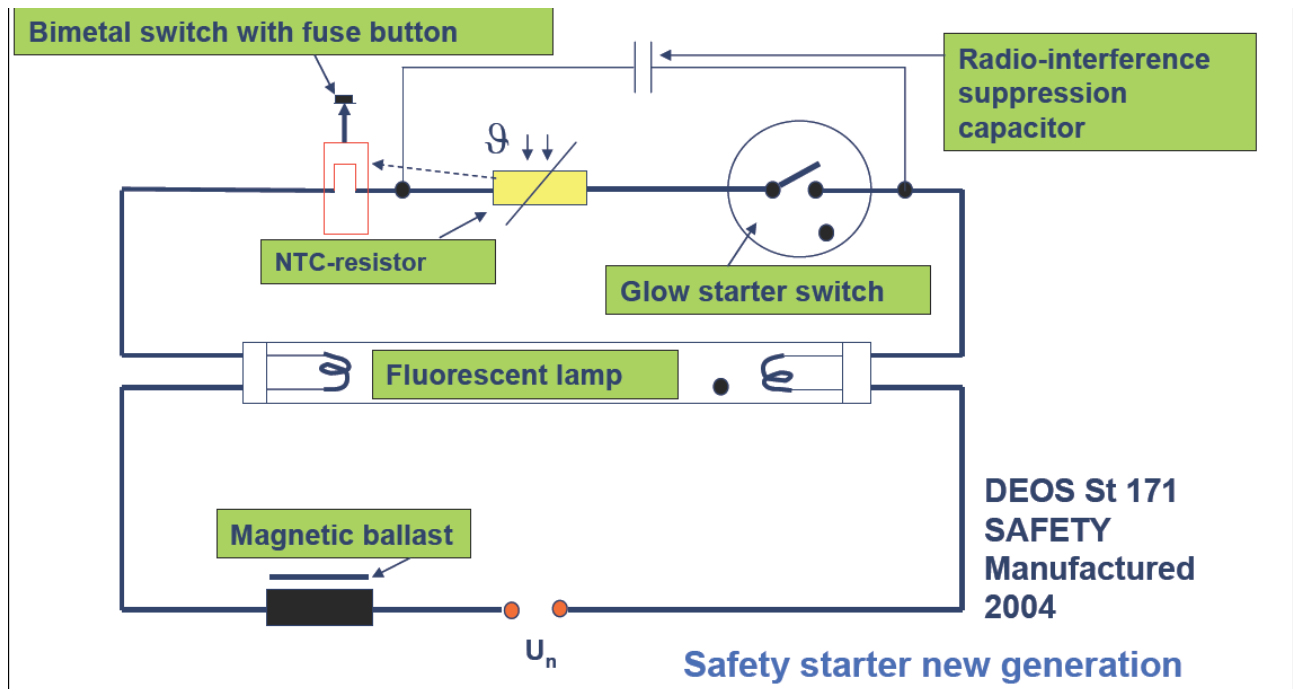 Bimetal switch with fuse button
Radio-interference
suppression
capacitor
ϑ
NTC-resistor
Glow starter switch
Fluorescent lamp
Magnetic ballast
DEOS St 171
SAFETY
Manufactured
2004
Uₙ
Safety starter new generation